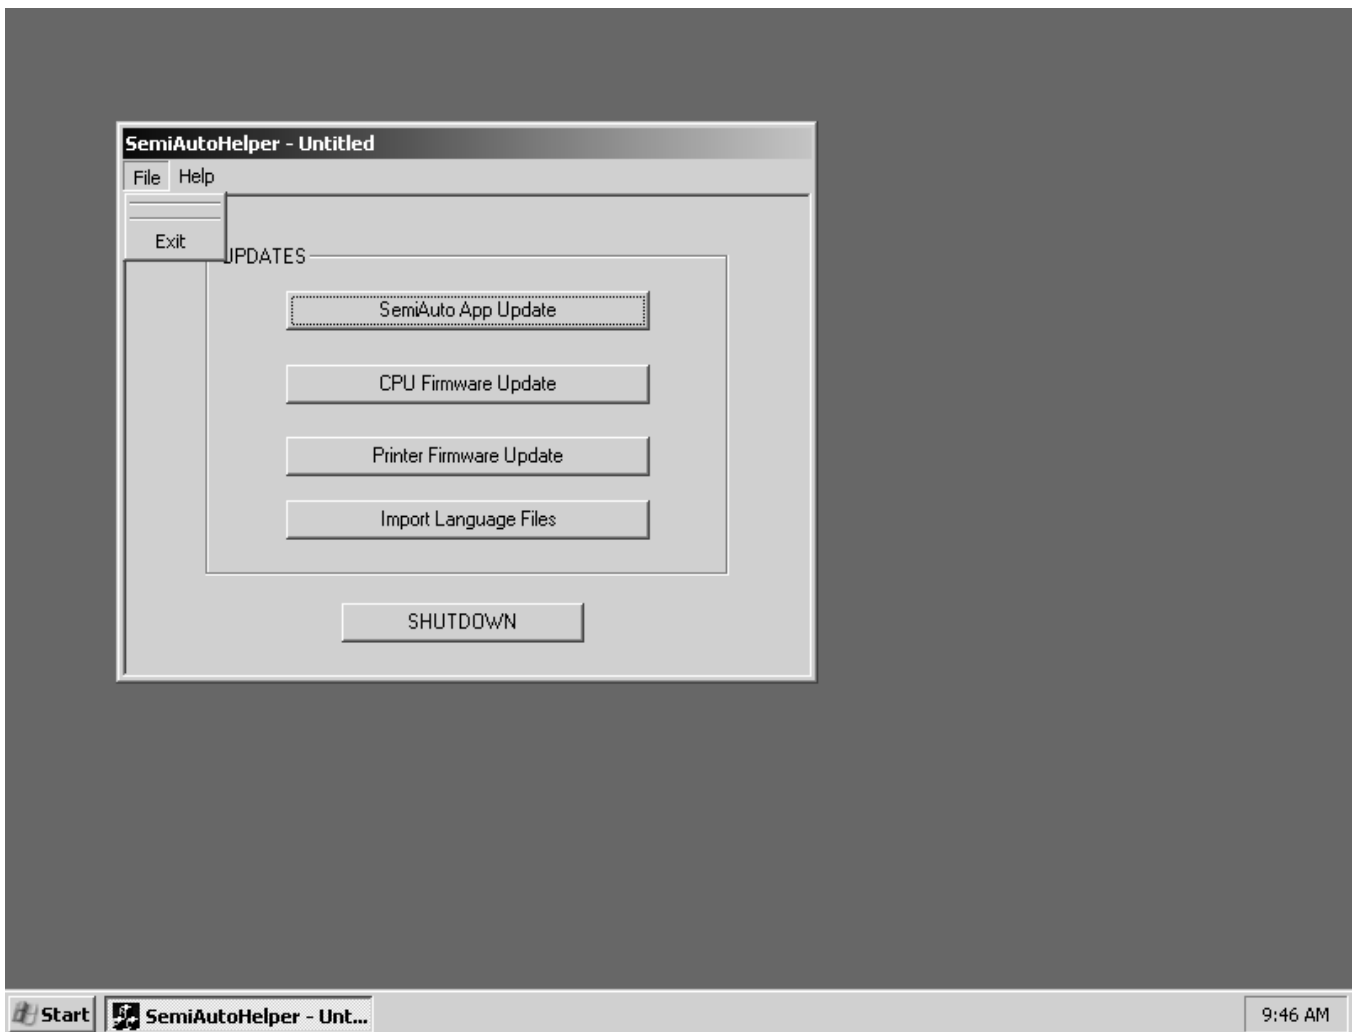 SemiAutoHelper - Untitled
File Help
Exit
UPDATES
SemiAuto App Update
CPU Firmware Update
Printer Firmware Update
Import Language Files
SHUTDOWN
Start SemiAutoHelper - Unt... 9:46 AM